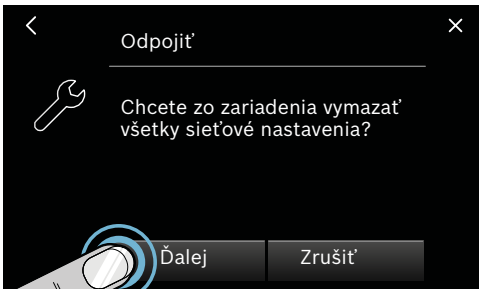 Odpojiť
Chcete zo zariadenia vymazať
všetky sieťové nastavenia?
Ďalej
Zrušiť